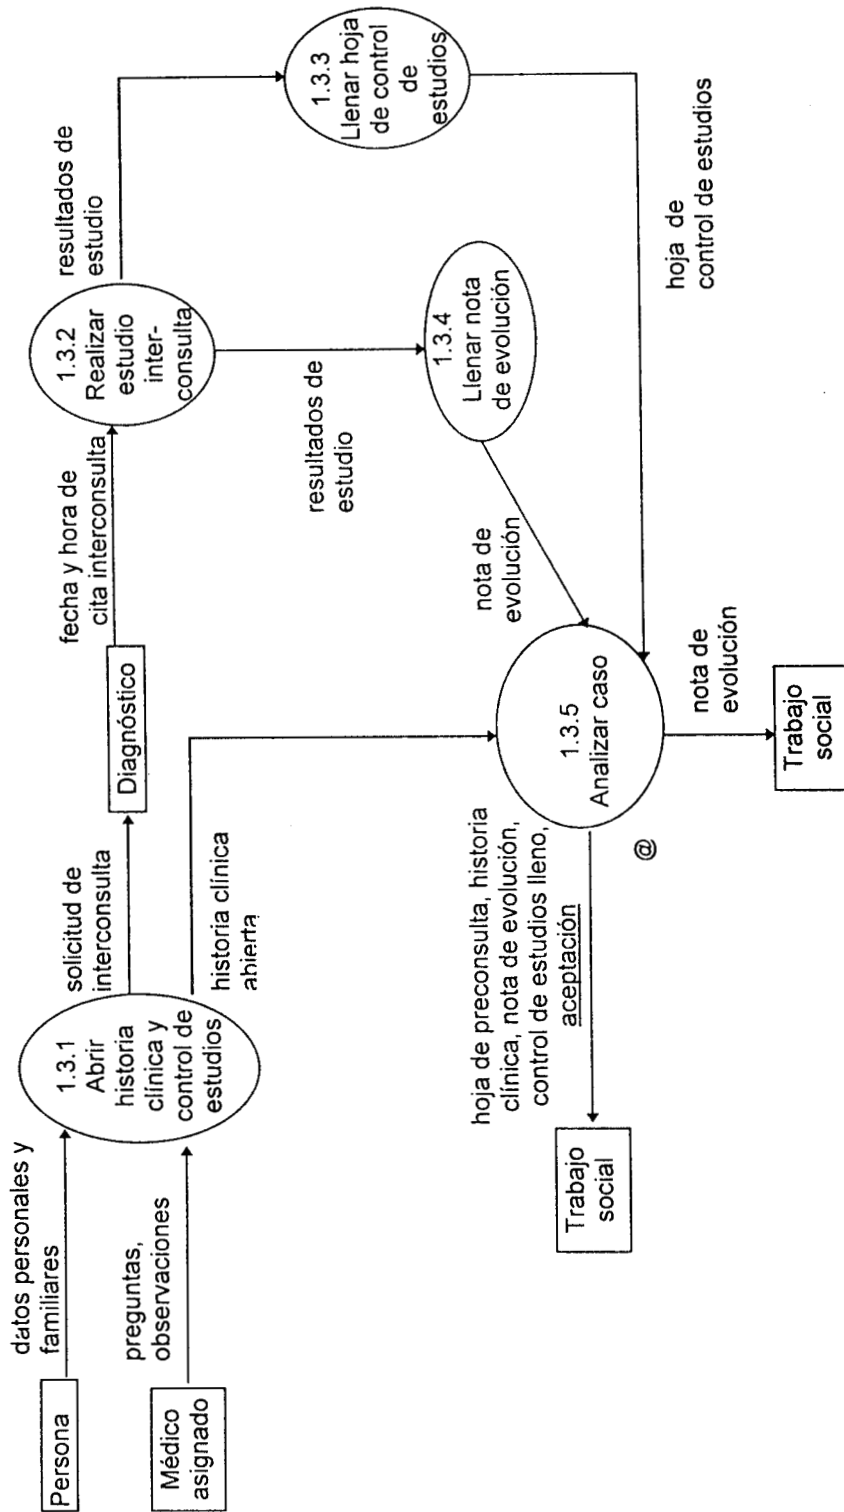 Persona
datos personales y
familiares
Médico
asignado
preguntas,
observaciones
1.3.1
Abrir
historia
clínica y
control de
estudios
solicitud de
interconsulta
historia clínica
abierta
Diagnóstico
fecha y hora de
cita interconsulta
1.3.2
Realizar
estudio
inter-
consulta
resultados de
estudio
1.3.3
Llenar hoja
de control
de
estudios
resultados de
estudio
1.3.4
Llenar nota
de evolución
nota de
evolución
hoja de
control de estudios
1.3.5
Analizar caso
@
hoja de preconsulta, historia
clínica, nota de evolución,
control de estudios lleno,
aceptación
Trabajo
social
nota de
evolución
Trabajo
social